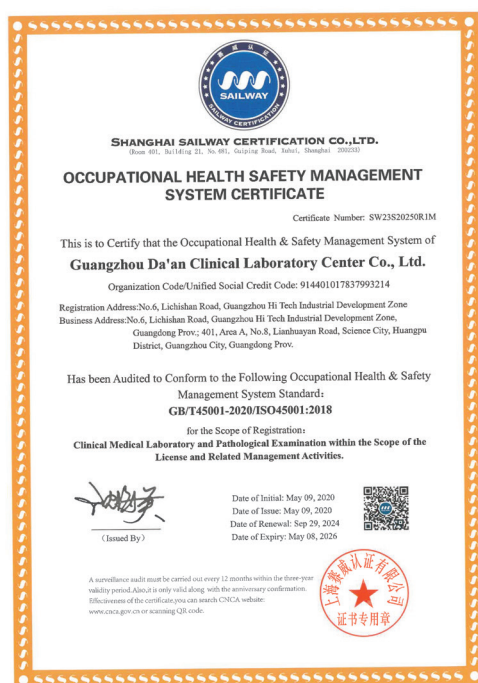 赛威认证
SAILWAY
SAILWAY CERTIFICATION
SHANGHAI SAILWAY CERTIFICATION CO.,LTD.
(Room 401, Building 21, No.481, Guiping Road, Xuhui, Shanghai 200233)
OCCUPATIONAL HEALTH SAFETY MANAGEMENT
SYSTEM CERTIFICATE
Certificate Number: SW23S20250R1M
This is to Certify that the Occupational Health & Safety Management System of
Guangzhou Da'an Clinical Laboratory Center Co., Ltd.
Organization Code/Unified Social Credit Code: 914401017837993214
Registration Address:No.6, Lichishan Road, Guangzhou Hi Tech Industrial Development Zone
Business Address:No.6, Lichishan Road, Guangzhou Hi Tech Industrial Development Zone,
Guangdong Prov.; 401, Area A, No.8, Lianhuayan Road, Science City, Huangpu
District, Guangzhou City, Guangdong Prov.
Has been Audited to Conform to the Following Occupational Health & Safety
Management System Standard:
GB/T45001-2020/ISO45001:2018
for the Scope of Registration:
Clinical Medical Laboratory and Pathological Examination within the Scope of the
License and Related Management Activities.
Date of Initial: May 09, 2020
Date of Issue: May 09, 2020
Date of Renewal: Sep 29, 2024
(Issued By)
Date of Expiry: May 08, 2026
A surveillance audit must be carried out every 12 months within the three-year
validity period.Also,it is only valid along with the anniversary confirmation.
Effectiveness of the certificate,you can search CNCA website:
www.cnca.gov.cn or scanning QR code.
上海赛威认证有限公司
证书专用章